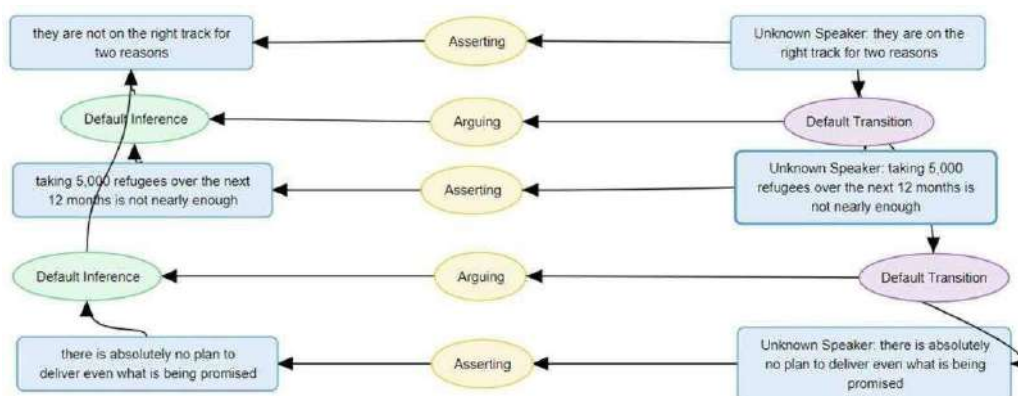 they are not on the right track for
two reasons
Asserting
Unknown Speaker: they are on the
right track for two reasons
Default Inference
Arguing
Default Transition
taking 5,000 refugees over the next
12 months is not nearly enough
Asserting
Unknown Speaker: taking 5,000
refugees over the next 12 months is
not nearly enough
Default Inference
Arguing
Default Transition
there is absolutely no plan to
deliver even what is being promised
Asserting
Unknown Speaker: there is absolutely
no plan to deliver even what is being
promised